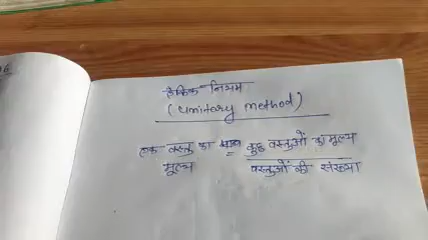 ऐकिक नियम
(Unitary method)
एक वस्तु का = कुछ वस्तुओं का मूल्य
मूल्य वस्तुओं की संख्या